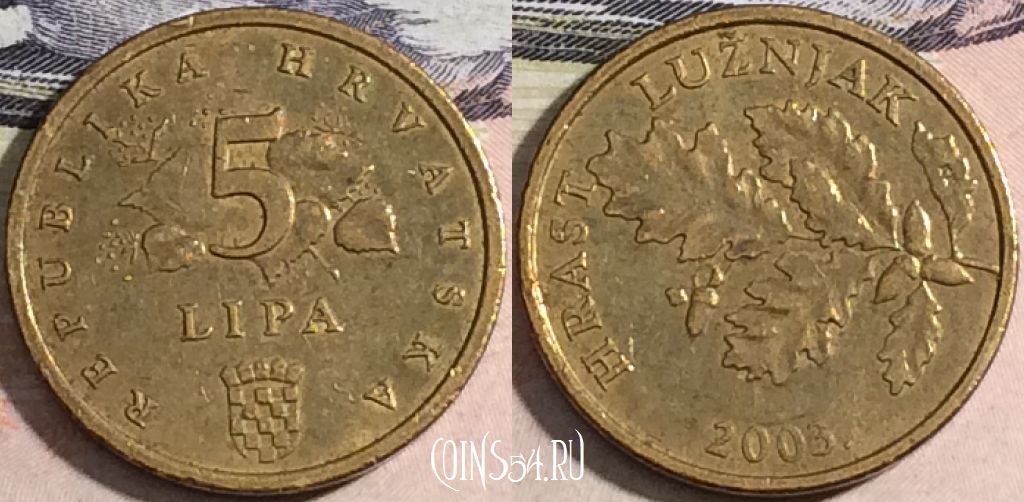 REPUBLIKA HRVATSKA
5
LIPA
HRAST LUŽNJAK
2003.
COINS54.RU